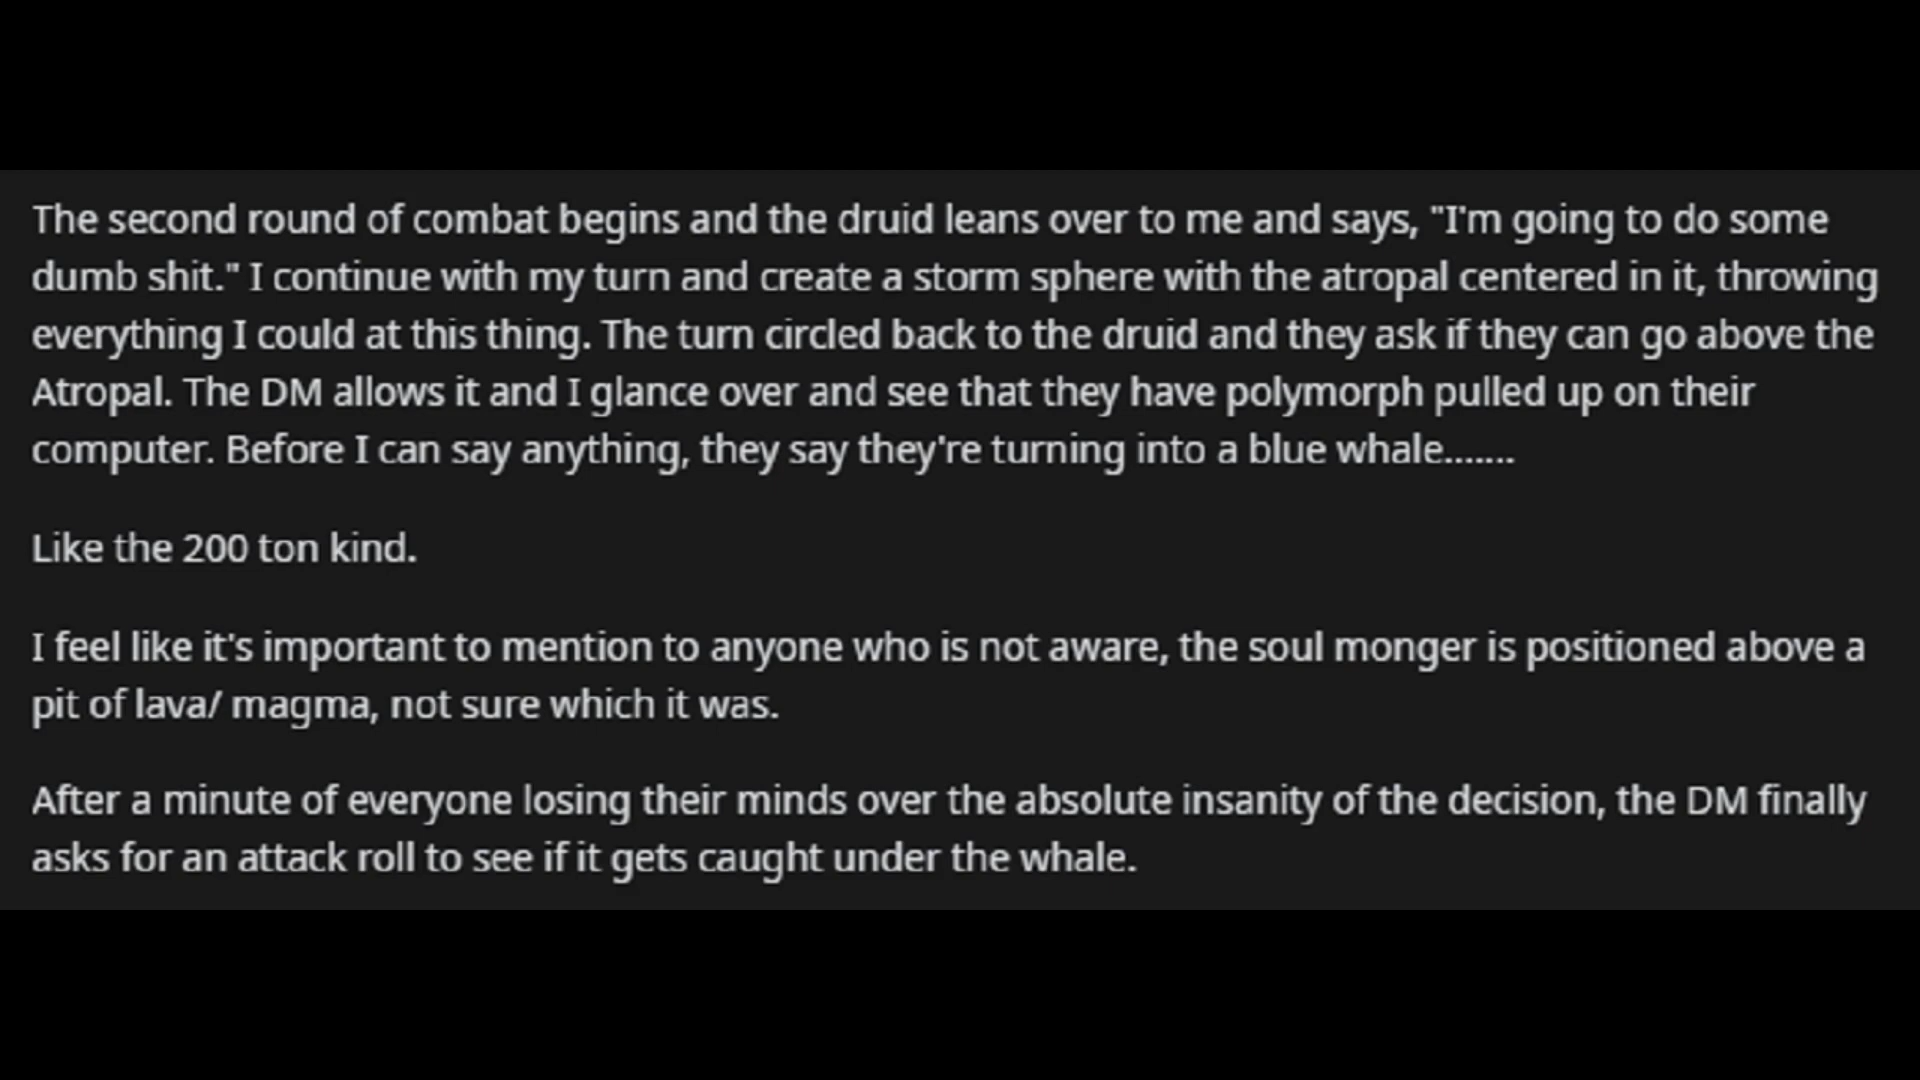 The second round of combat begins and the druid leans over to me and says, "I'm going to do some
dumb shit." I continue with my turn and create a storm sphere with the atropal centered in it, throwing
everything I could at this thing. The turn circled back to the druid and they ask if they can go above the
Atropal. The DM allows it and I glance over and see that they have polymorph pulled up on their
computer. Before I can say anything, they say they're turning into a blue whale.......
Like the 200 ton kind.
I feel like it's important to mention to anyone who is not aware, the soul monger is positioned above a
pit of lava/ magma, not sure which it was.
After a minute of everyone losing their minds over the absolute insanity of the decision, the DM finally
asks for an attack roll to see if it gets caught under the whale.